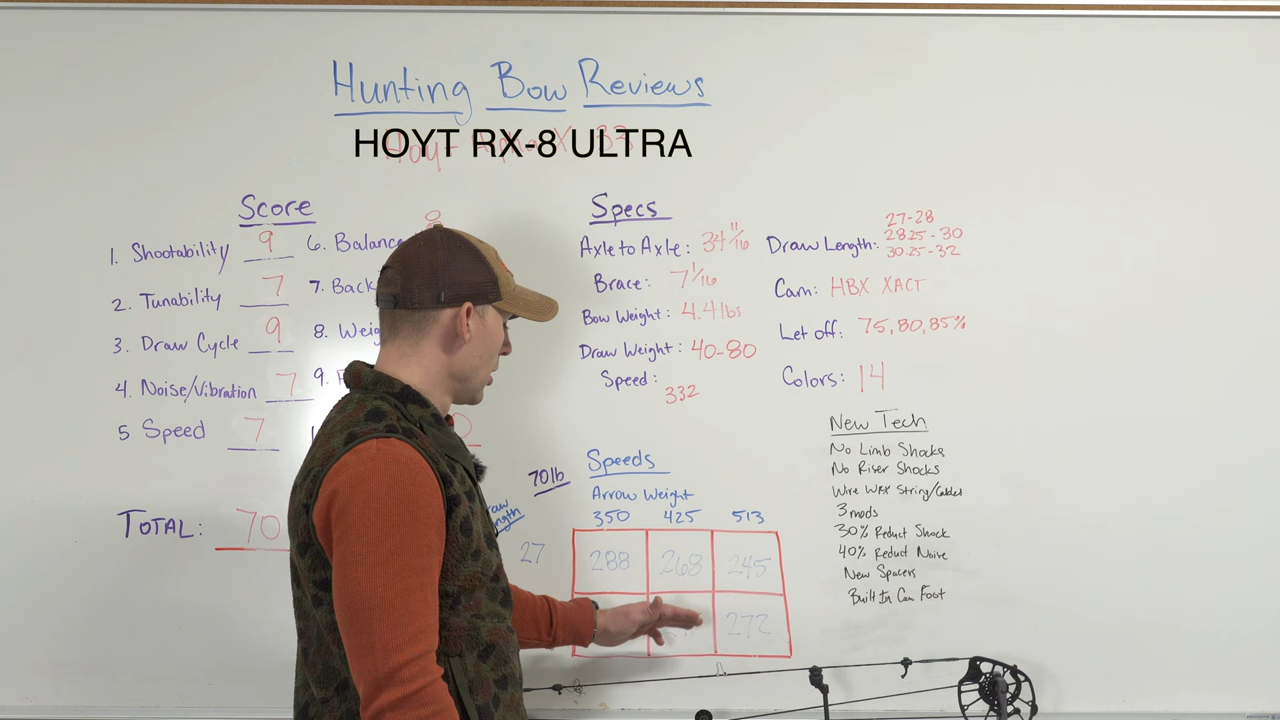 Hunting Bow Reviews
HOYT RX-8 ULTRA
Score
1. Shootability 9
2. Tunability 7
3. Draw Cycle 9
4. Noise/Vibration 7
5 Speed 7
6. Balance
7. Back
8.
9.
TOTAL: 70
Specs
Axle to Axle: 34 11/16
Brace: 7 1/16
Bow Weight: 4.4 lbs
Draw Weight: 40-80
Speed: 332
Draw Length: 27-28
28.25-30
30.25-32
Cam: HBX XACT
Let off: 75, 80, 85%
Colors: 14
New Tech
No Limb Shocks
No Riser Shocks
Wire WRX String/Cables
3 mods
30% Reduct Shock
40% Reduct Noise
New Spacers
Built In Cam Foot
Speeds
70lb
Arrow Weight
350 425 513
27 288 268 245
272